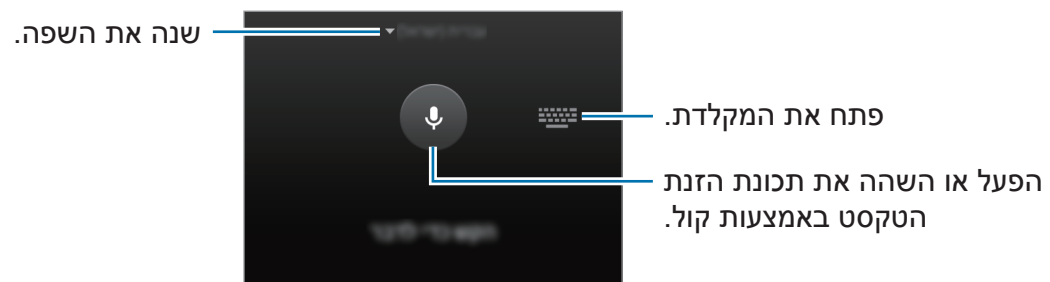 שנה את השפה.
פתח את המקלדת.
הפעל או השהה את תכונת הזנת
הטקסט באמצעות קול.